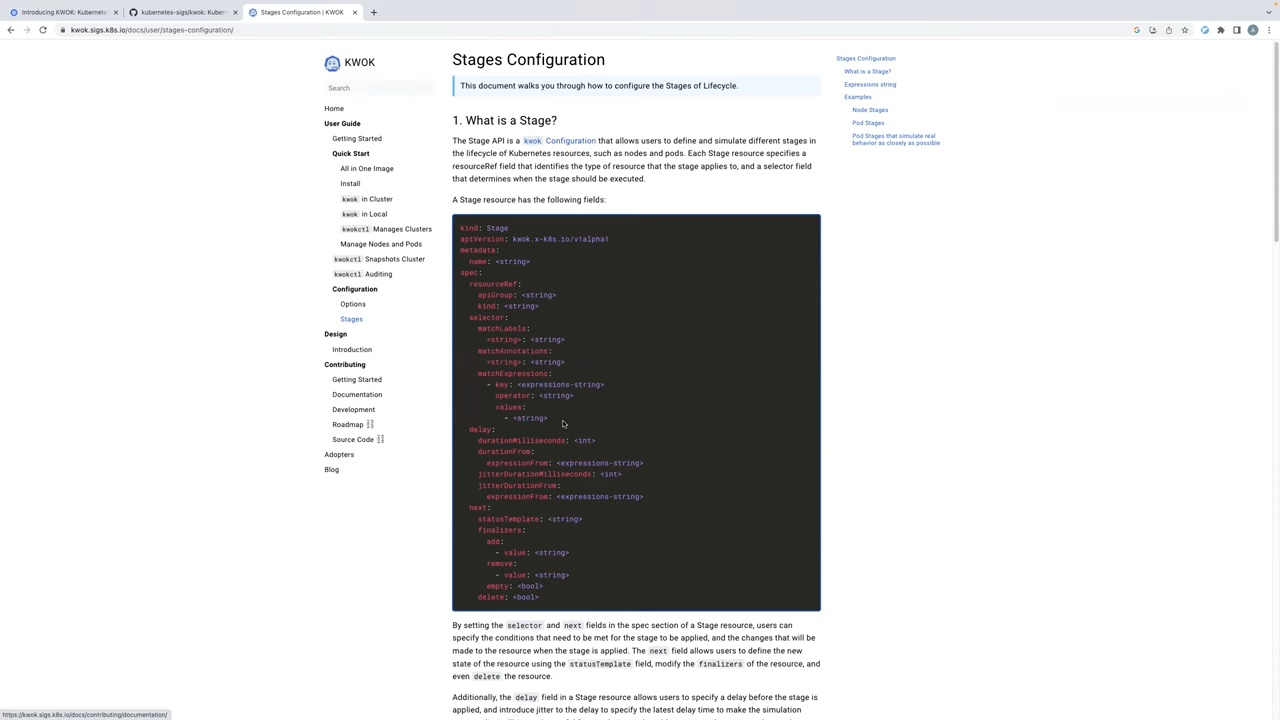 Introducing KWOK: Kubernete
kubernetes-sigs/kwok: Kuber
Stages Configuration | KWOK
kwok.sigs.k8s.io/docs/user/stages-configuration/
A
KWOK
Search
Home
User Guide
Getting Started
Quick Start
All in One Image
Install
kwok in Cluster
kwok in Local
kwokctl Manages Clusters
Manage Nodes and Pods
kwokctl Snapshots Cluster
kwokctl Auditing
Configuration
Options
Stages
Design
Introduction
Contributing
Getting Started
Documentation
Development
Roadmap
Source Code
Adopters
Blog
Stages Configuration
This document walks you through how to configure the Stages of Lifecycle.
1. What is a Stage?
The Stage API is a kwok Configuration that allows users to define and simulate different stages in
the lifecycle of Kubernetes resources, such as nodes and pods. Each Stage resource specifies a
resourceRef field that identifies the type of resource that the stage applies to, and a selector field
that determines when the stage should be executed.
A Stage resource has the following fields:
kind: Stage
apiVersion: kwok.x-k8s.io/v1alpha1
metadata:
name: <string>
spec:
resourceRef:
apiGroup: <string>
kind: <string>
selector:
matchLabels:
<string>: <string>
matchAnnotations:
<string>: <string>
matchExpressions:
- key: <expressions-string>
operator: <string>
values:
- <string>
delay:
durationMilliseconds: <int>
durationFrom:
expressionFrom: <expressions-string>
jitterDurationMilliseconds: <int>
jitterDurationFrom:
expressionFrom: <expressions-string>
next:
statusTemplate: <string>
finalizers:
add:
- value: <string>
remove:
- value: <string>
empty: <bool>
delete: <bool>
By setting the selector and next fields in the spec section of a Stage resource, users can
specify the conditions that need to be met for the stage to be applied, and the changes that will be
made to the resource when the stage is applied. The next field allows users to define the new
state of the resource using the statusTemplate field, modify the finalizers of the resource, and
even delete the resource.
Additionally, the delay field in a Stage resource allows users to specify a delay before the stage is
applied, and introduce jitter to the delay to specify the latest delay time to make the simulation
Stages Configuration
What is a Stage?
Expressions string
Examples
Node Stages
Pod Stages
Pod Stages that simulate real
behavior as closely as possible
https://kwok.sigs.k8s.io/docs/contributing/documentation/